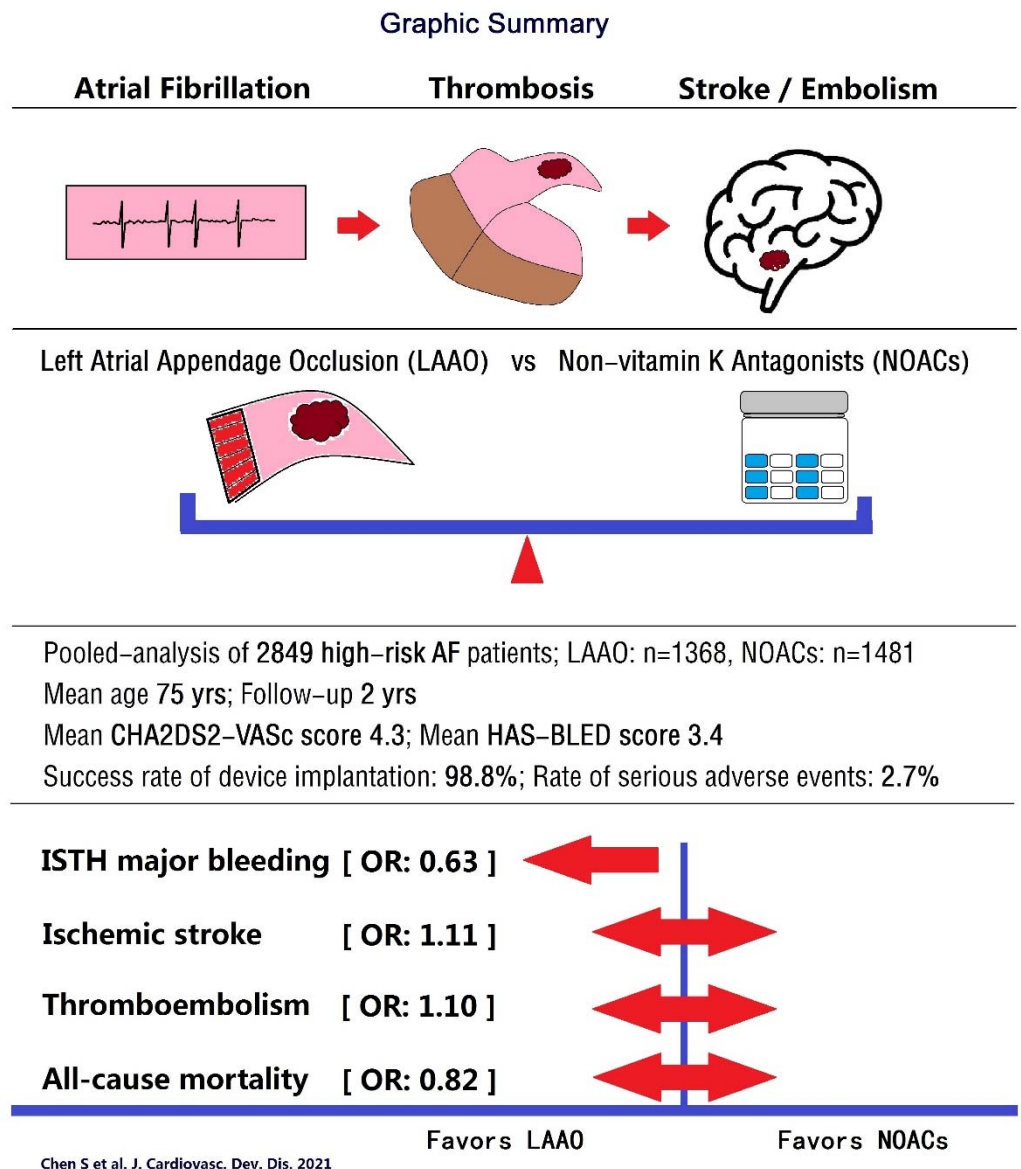 Graphic Summary
Atrial Fibrillation Thrombosis Stroke / Embolism
Left Atrial Appendage Occlusion (LAAO) vs Non-vitamin K Antagonists (NOACs)
Pooled-analysis of 2849 high-risk AF patients; LAAO: n=1368, NOACs: n=1481
Mean age 75 yrs; Follow-up 2 yrs
Mean CHA2DS2-VASc score 4.3; Mean HAS-BLED score 3.4
Success rate of device implantation: 98.8%; Rate of serious adverse events: 2.7%
ISTH major bleeding [ OR: 0.63 ]
Ischemic stroke [ OR: 1.11 ]
Thromboembolism [ OR: 1.10 ]
All-cause mortality [ OR: 0.82 ]
Favors LAAO Favors NOACs
Chen S et al. J. Cardiovasc. Dev. Dis. 2021